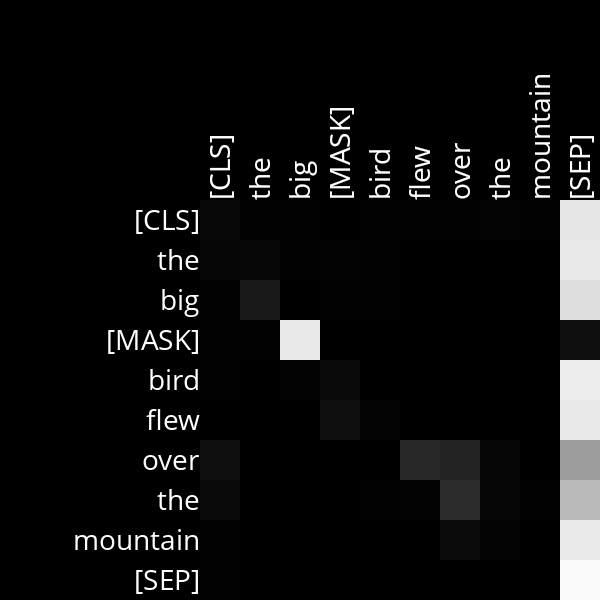 [CLS] the big [MASK] bird flew over the mountain [SEP]
[CLS]
the
big
[MASK]
bird
flew
over
the
mountain
[SEP]